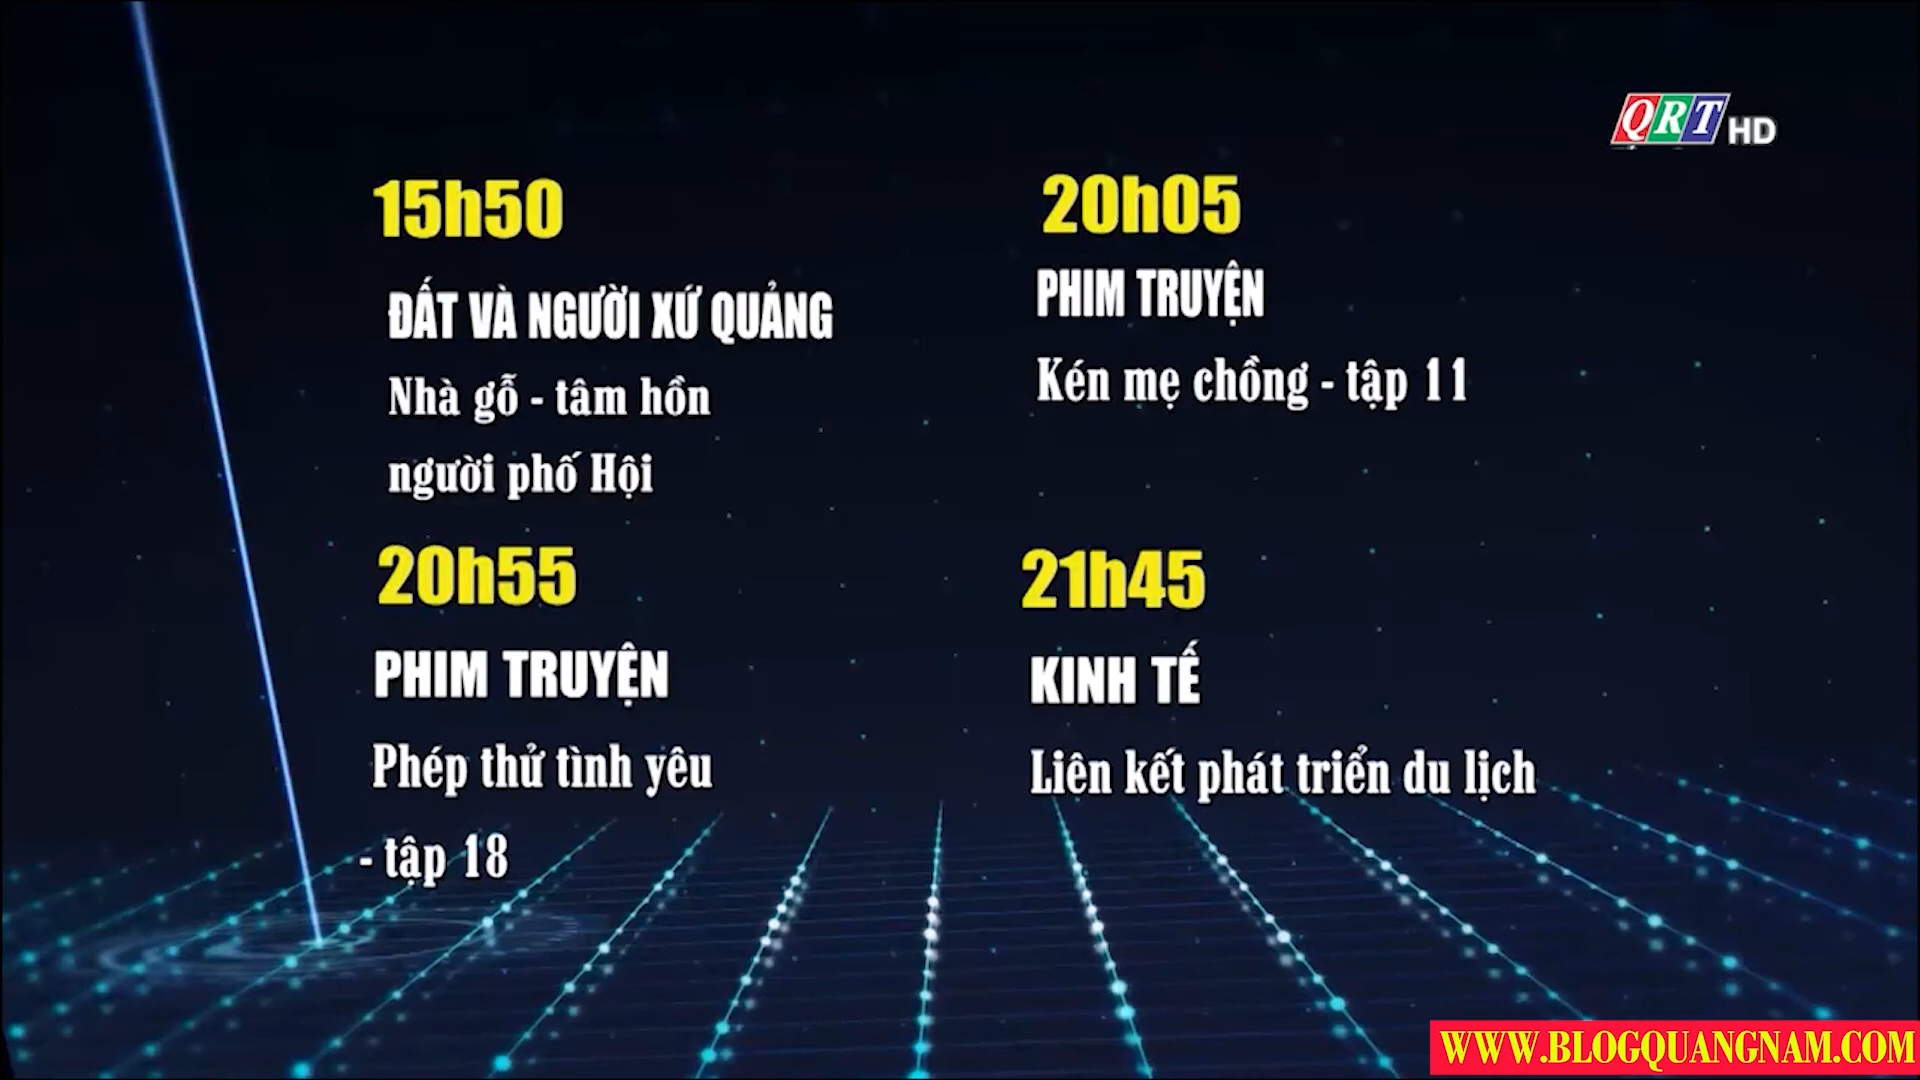 QRT HD
15h50
ĐẤT VÀ NGƯỜI XỨ QUẢNG
Nhà gỗ - tâm hồn
người phố Hội
20h05
PHIM TRUYỆN
Kén mẹ chồng - tập 11
20h55
PHIM TRUYỆN
Phép thử tình yêu
- tập 18
21h45
KINH TẾ
Liên kết phát triển du lịch
WWW.BLOGQUANGNAM.COM